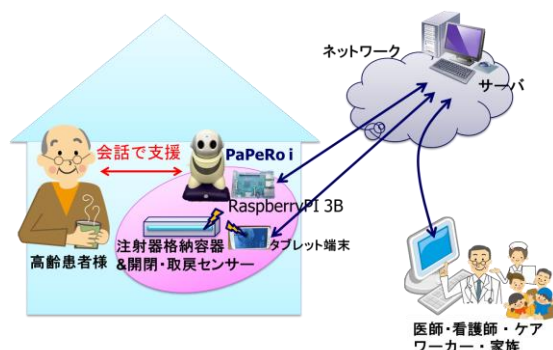 ネットワーク
サーバ
会話で支援
PaPeRo i
RaspberryPI 3B
注射器格納容器
&開閉・取戻センサー
タブレット端末
高齢患者様
医師・看護師・ケア
ワーカー・家族